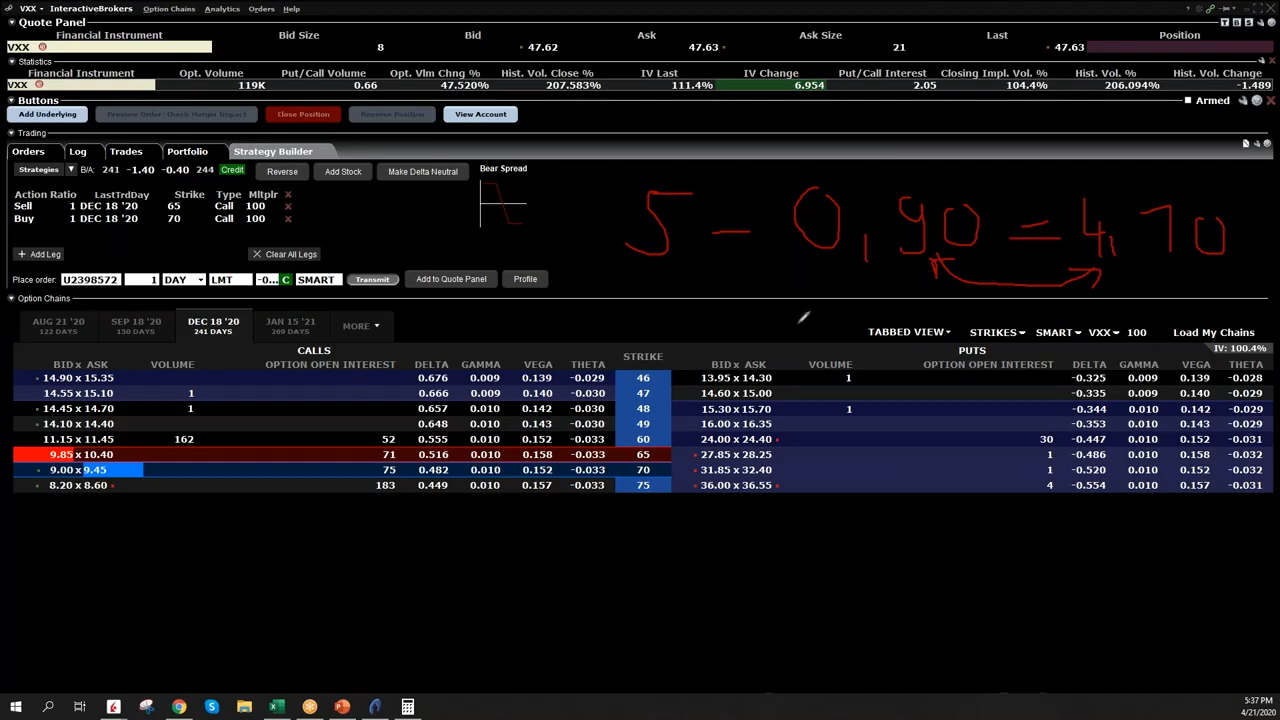 VXX InteractiveBrokers Option Chains Analytics Orders Help
Quote Panel T B S
Financial Instrument Bid Size Bid Ask Ask Size Last Position
VXX 8 47.62 47.63 21 47.63
Statistics
Financial Instrument Opt. Volume Put/Call Volume Opt. Vlm Chng % Hist. Vol. Close % IV Last IV Change Put/Call Interest Closing Impl. Vol. % Hist. Vol. % Hist. Vol. Change
VXX 119K 0.66 47.520% 207.583% 111.4% 6.954 2.05 104.4% 206.094% -1.489
Buttons Armed
Add Underlying Preview Order: Check Margin Impact Close Position Reverse Position View Account
Trading
Orders Log Trades Portfolio Strategy Builder
Strategies B/A: 241 -1.40 -0.40 244 Credit Reverse Add Stock Make Delta Neutral Bear Spread
Action Ratio LastTrdDay Strike Type Mltplr
Sell 1 DEC 18 '20 65 Call 100
Buy 1 DEC 18 '20 70 Call 100
5 - 0,90 = 4,70
Add Leg Clear All Legs
Place order: U2398572 1 DAY LMT -0... C SMART Transmit Add to Quote Panel Profile
Option Chains
AUG 21 '20 SEP 18 '20 DEC 18 '20 JAN 15 '21 MORE
122 DAYS 150 DAYS 241 DAYS 269 DAYS
TABBED VIEW STRIKES SMART VXX 100 Load My Chains
CALLS STRIKE PUTS IV: 100.4%
BID x ASK VOLUME OPTION OPEN INTEREST DELTA GAMMA VEGA THETA BID x ASK VOLUME OPTION OPEN INTEREST DELTA GAMMA VEGA THETA
14.90 x 15.35 0.676 0.009 0.139 -0.029 46 13.95 x 14.30 1 -0.325 0.009 0.139 -0.028
14.55 x 15.10 1 0.666 0.009 0.140 -0.030 47 14.60 x 15.00 -0.335 0.009 0.140 -0.029
14.45 x 14.70 1 0.657 0.010 0.142 -0.030 48 15.30 x 15.70 1 -0.344 0.010 0.142 -0.029
14.10 x 14.40 0.648 0.010 0.143 -0.030 49 16.00 x 16.35 -0.353 0.010 0.143 -0.029
11.15 x 11.45 162 52 0.555 0.010 0.152 -0.033 60 24.00 x 24.40 30 -0.447 0.010 0.152 -0.031
9.85 x 10.40 71 0.516 0.010 0.158 -0.033 65 27.85 x 28.25 1 -0.486 0.010 0.158 -0.032
9.00 x 9.45 75 0.482 0.010 0.152 -0.033 70 31.85 x 32.40 1 -0.520 0.010 0.152 -0.032
8.20 x 8.60 183 0.449 0.010 0.157 -0.033 75 36.00 x 36.55 4 -0.554 0.010 0.157 -0.031
5:37 PM
4/21/2020